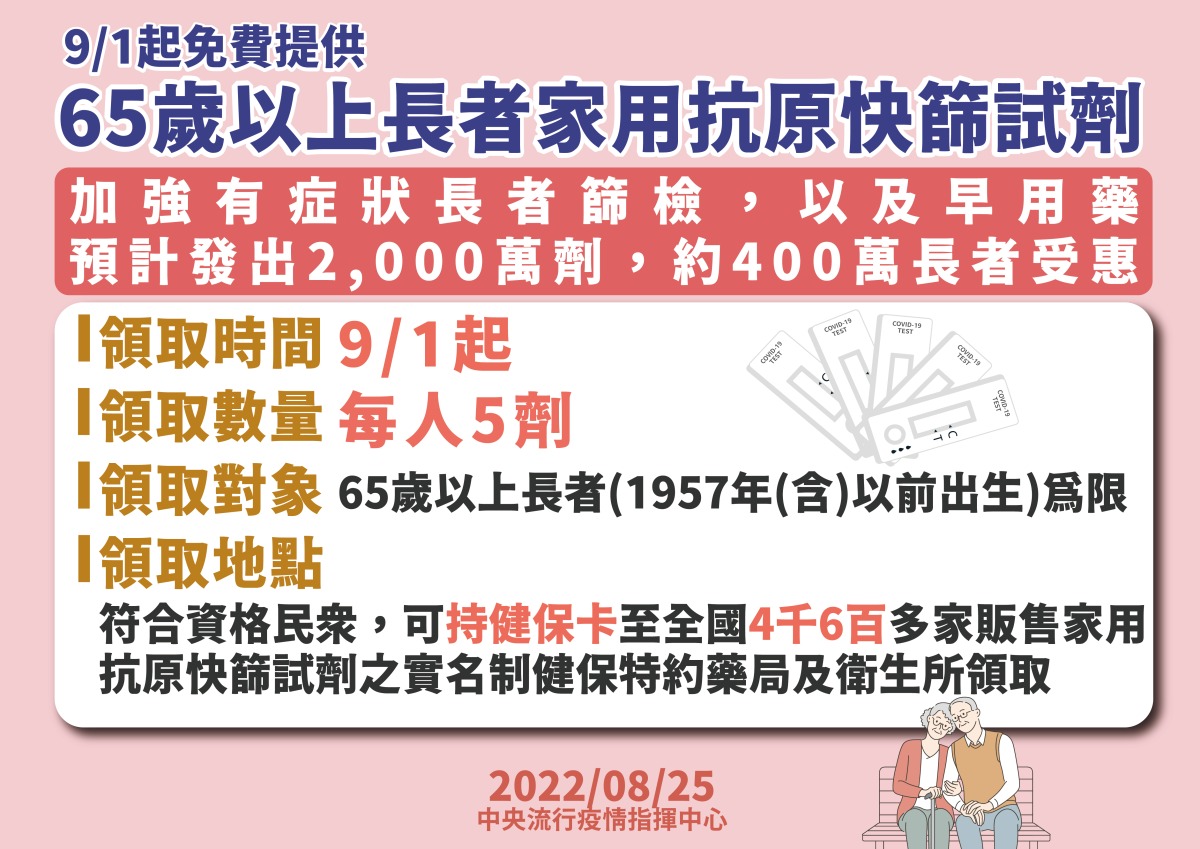 9/1起免費提供
65歲以上長者家用抗原快篩試劑
加強有症狀長者篩檢，以及早用藥
預計發出2,000萬劑，約400萬長者受惠
領取時間 9/1起
領取數量 每人5劑
領取對象 65歲以上長者(1957年(含)以前出生)爲限
領取地點
符合資格民衆，可持健保卡至全國4千6百多家販售家用
抗原快篩試劑之實名制健保特約藥局及衛生所領取
COVID-19
TEST
COVID-19
TEST
COVID-19
TEST
COVID-19
TEST
COVID-19
TEST
C
C
T
2022/08/25
中央流行疫情指揮中心